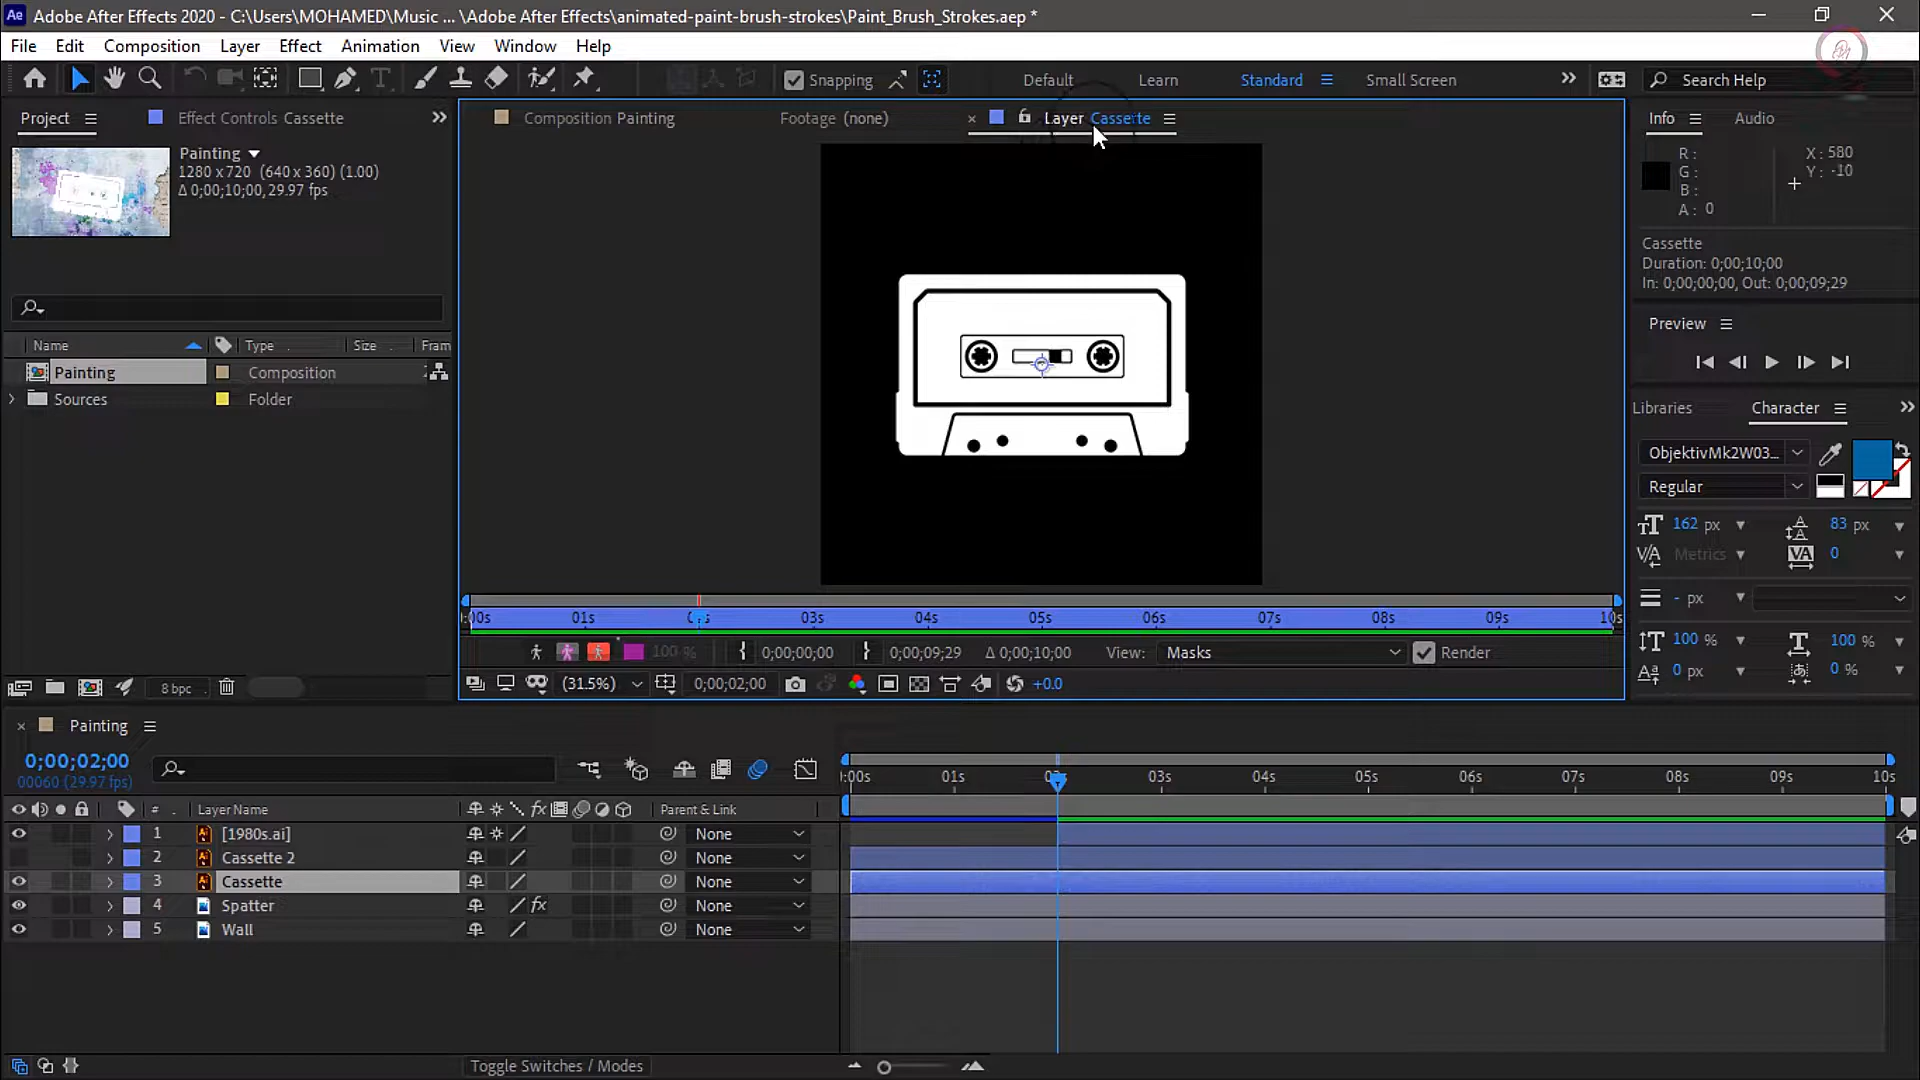 Ae Adobe After Effects 2020 - C:\Users\MOHAMED\Music ... \Adobe After Effects\animated-paint-brush-strokes\Paint_Brush_Strokes.aep *
File Edit Composition Layer Effect Animation View Window Help
Snapping Default Learn Standard Small Screen Search Help
Project Effect Controls Cassette
Composition Painting Footage (none) Layer Cassette
Info Audio
Painting
1280 x 720 (640 x 360) (1.00)
Δ 0;00;10;00, 29.97 fps
R:
G:
B:
A: 0
X: 580
Y: -10
Cassette
Duration: 0;00;10;00
In: 0;00;00;00, Out: 0;00;09;29
Preview
Name Type Size Fram
Painting Composition
Sources Folder
Libraries Character
ObjektivMk2W03...
Regular
162 px 83 px
Metrics 0
- px
100 % 100 %
0 px 0 %
:00s 01s 03s 04s 05s 06s 07s 08s 09s 10s
100 % 0;00;00;00 0;00;09;29 Δ 0;00;10;00 View: Masks Render
8 bpc (31.5%) 0;00;02;00 +0.0
Painting
0;00;02;00
00060 (29.97 fps)
:00s 01s 03s 04s 05s 06s 07s 08s 09s 10s
# Layer Name fx Parent & Link
1 Ai [1980s.ai] None
2 Ai Cassette 2 None
3 Ai Cassette None
4 Spatter fx None
5 Wall None
Toggle Switches / Modes